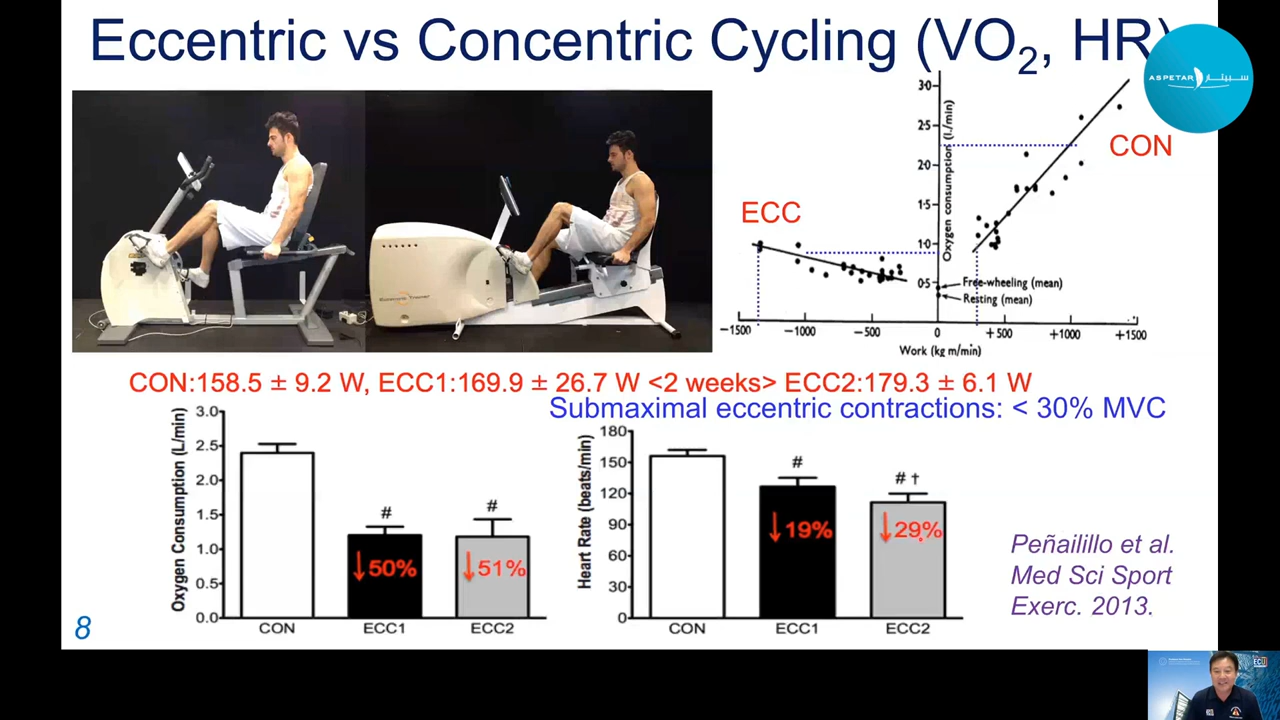 Eccentric vs Concentric Cycling (VO2, HR)
ASPETAR سبيتار
30
20
15
10
05
Oxygen consumption (l./min)
CON
ECC
Free-wheeling (mean)
Resting (mean)
−1500 −1000 −500 0 +500 +1000 +1500
Work (kg m/min)
Eccentric Trainer
CON:158.5 ± 9.2 W, ECC1:169.9 ± 26.7 W <2 weeks> ECC2:179.3 ± 6.1 W
Submaximal eccentric contractions: < 30% MVC
Oxygen Consumption (L/min)
3.0
2.5
2.0
1.5
1.0
0.5
0.0
# #
↓50% ↓51%
CON ECC1 ECC2
Heart Rate (beats/min)
180
150
120
90
60
30
0
# # †
↓19% ↓29%
CON ECC1 ECC2
Peñailillo et al.
Med Sci Sport
Exerc. 2013.
8
ECU